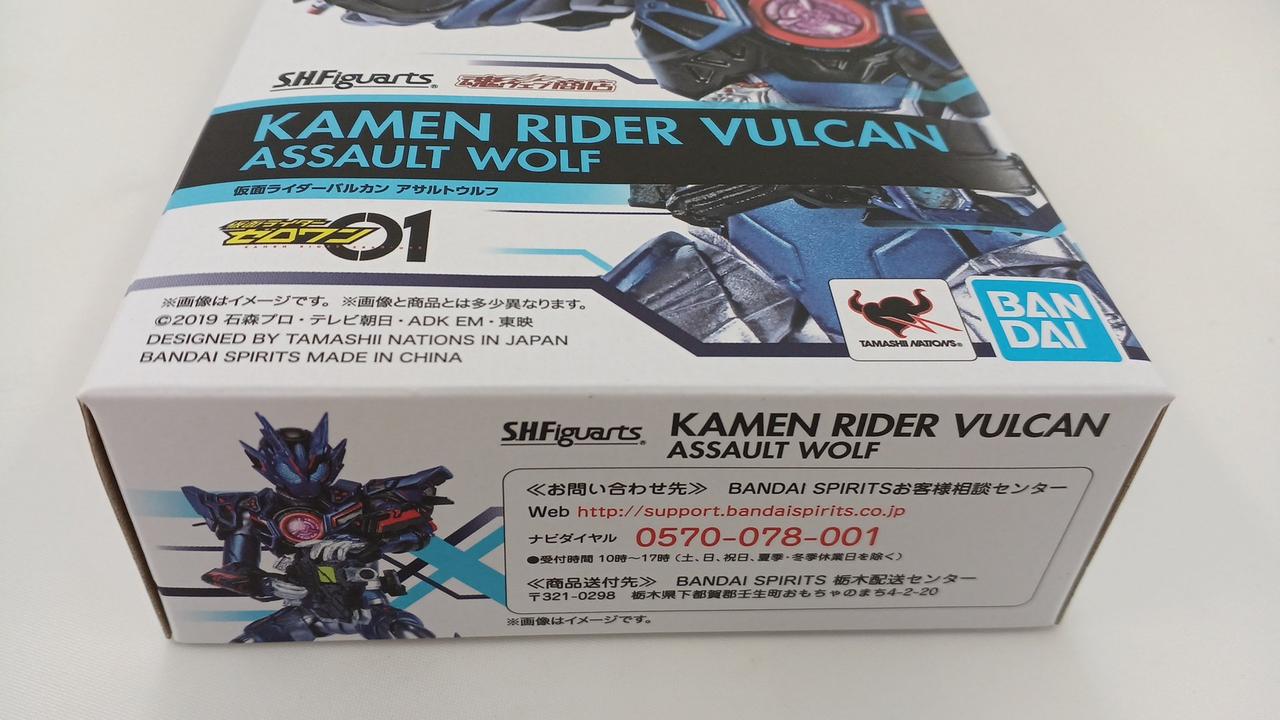 S.H.Figuarts 魂ウェブ商店
KAMEN RIDER VULCAN
ASSAULT WOLF
仮面ライダーバルカン アサルトウルフ
仮面ライダー
ゼロワン 01
※画像はイメージです。 ※画像と商品とは多少異なります。
©2019 石森プロ・テレビ朝日・ADK EM・東映
DESIGNED BY TAMASHII NATIONS IN JAPAN
BANDAI SPIRITS MADE IN CHINA
TAMASHII NATIONS
BAN
DAI
S.H.Figuarts KAMEN RIDER VULCAN
ASSAULT WOLF
≪お問い合わせ先≫ BANDAI SPIRITSお客様相談センター
Web http://support.bandaispirits.co.jp
ナビダイヤル 0570-078-001
●受付時間 10時～17時（土、日、祝日、夏季・冬季休業日を除く）
≪商品送付先≫ BANDAI SPIRITS 栃木配送センター
〒321-0298 栃木県下都賀郡壬生町おもちゃのまち4-2-20
※画像はイメージです。